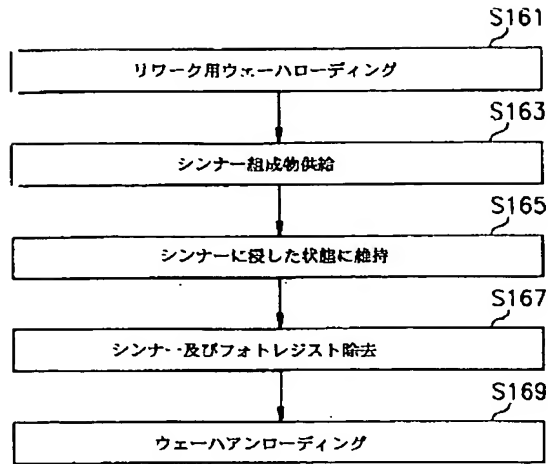 S161
リワーク用ウェーハローディング
S163
シンナー組成物供給
S165
シンナーに浸した状態に維持
S167
シンナー及びフォトレジスト除去
S169
ウェーハアンローディング